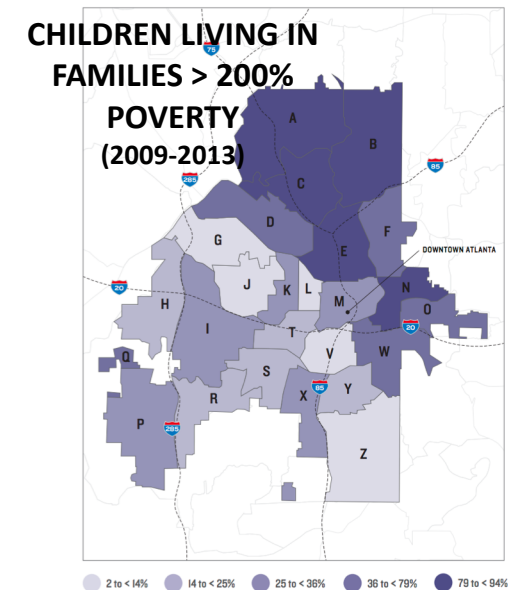 CHILDREN LIVING IN
FAMILIES > 200%
POVERTY
(2009-2013)
75
A
B
85
285
C
D
F
G
E
DOWNTOWN ATLANTA
20
J
K
L
N
M
O
H
I
T
20
V
Q
W
S
85
Y
R
X
P
285
Z
2 to < 14%
14 to < 25%
25 to < 36%
36 to < 79%
79 to < 94%